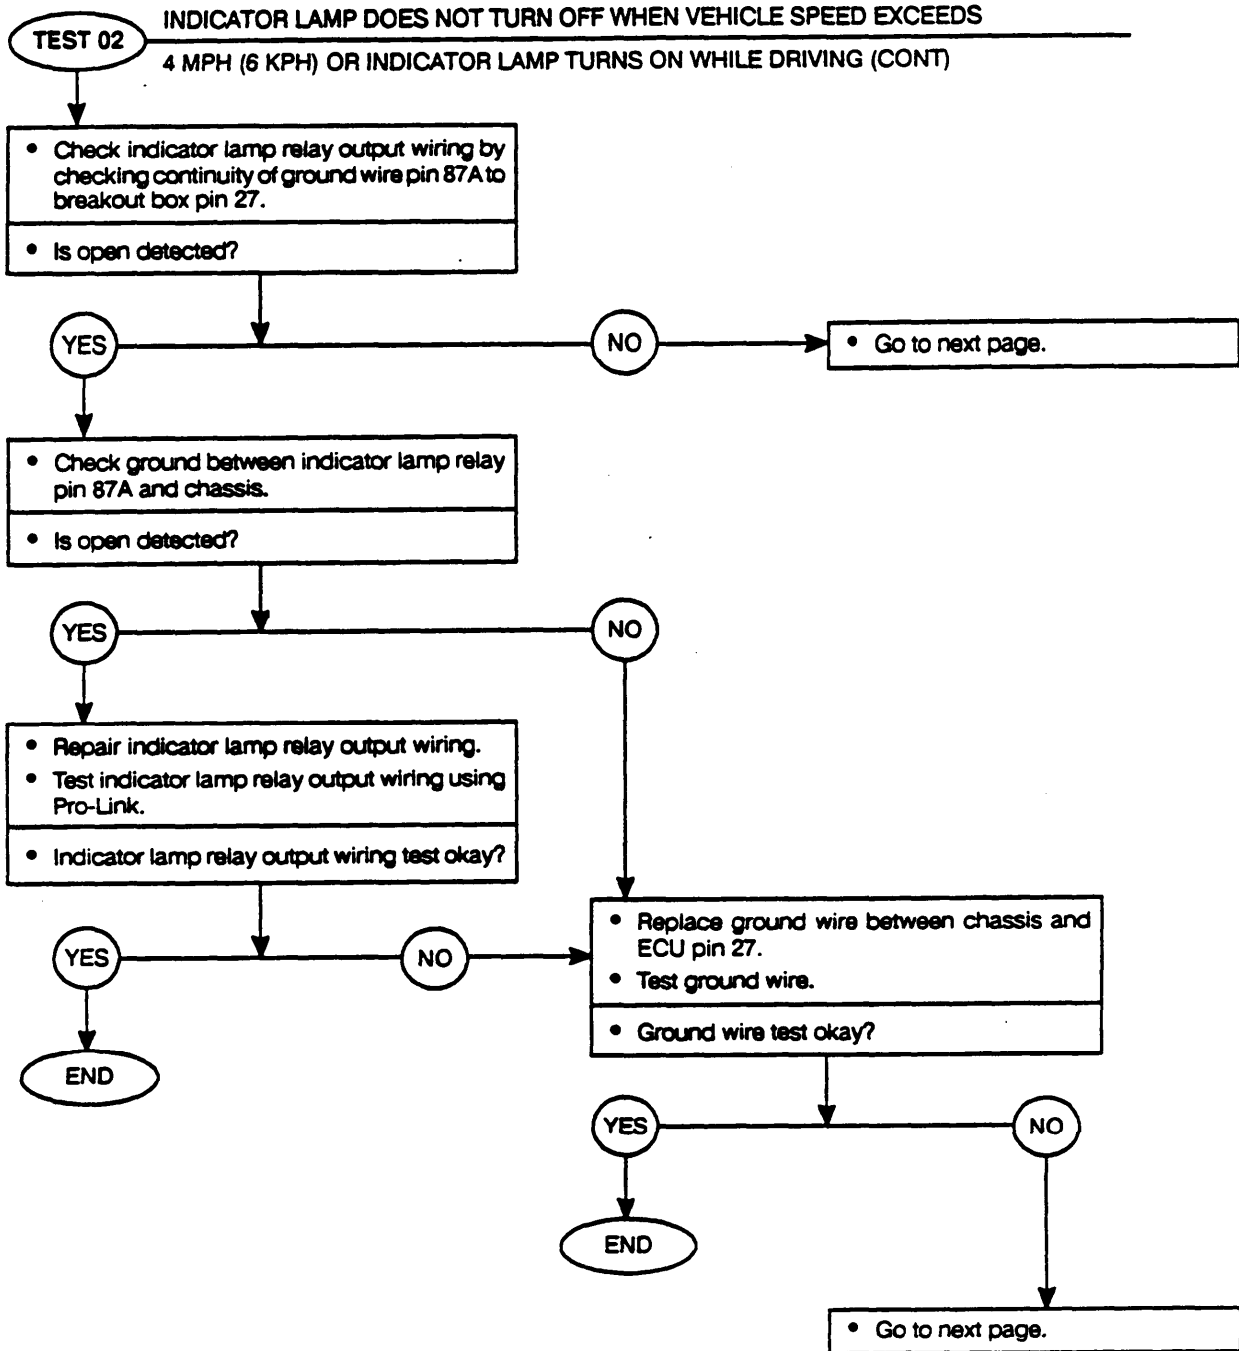 INDICATOR LAMP DOES NOT TURN OFF WHEN VEHICLE SPEED EXCEEDS
TEST 02
4 MPH (6 KPH) OR INDICATOR LAMP TURNS ON WHILE DRIVING (CONT)
• Check indicator lamp relay output wiring by
checking continuity of ground wire pin 87A to
breakout box pin 27.
• Is open detected?
YES
NO
• Go to next page.
• Check ground between indicator lamp relay
pin 87A and chassis.
• Is open detected?
YES
NO
• Repair indicator lamp relay output wiring.
• Test indicator lamp relay output wiring using
Pro-Link.
• Indicator lamp relay output wiring test okay?
YES
NO
• Replace ground wire between chassis and
ECU pin 27.
• Test ground wire.
• Ground wire test okay?
END
YES
NO
END
• Go to next page.